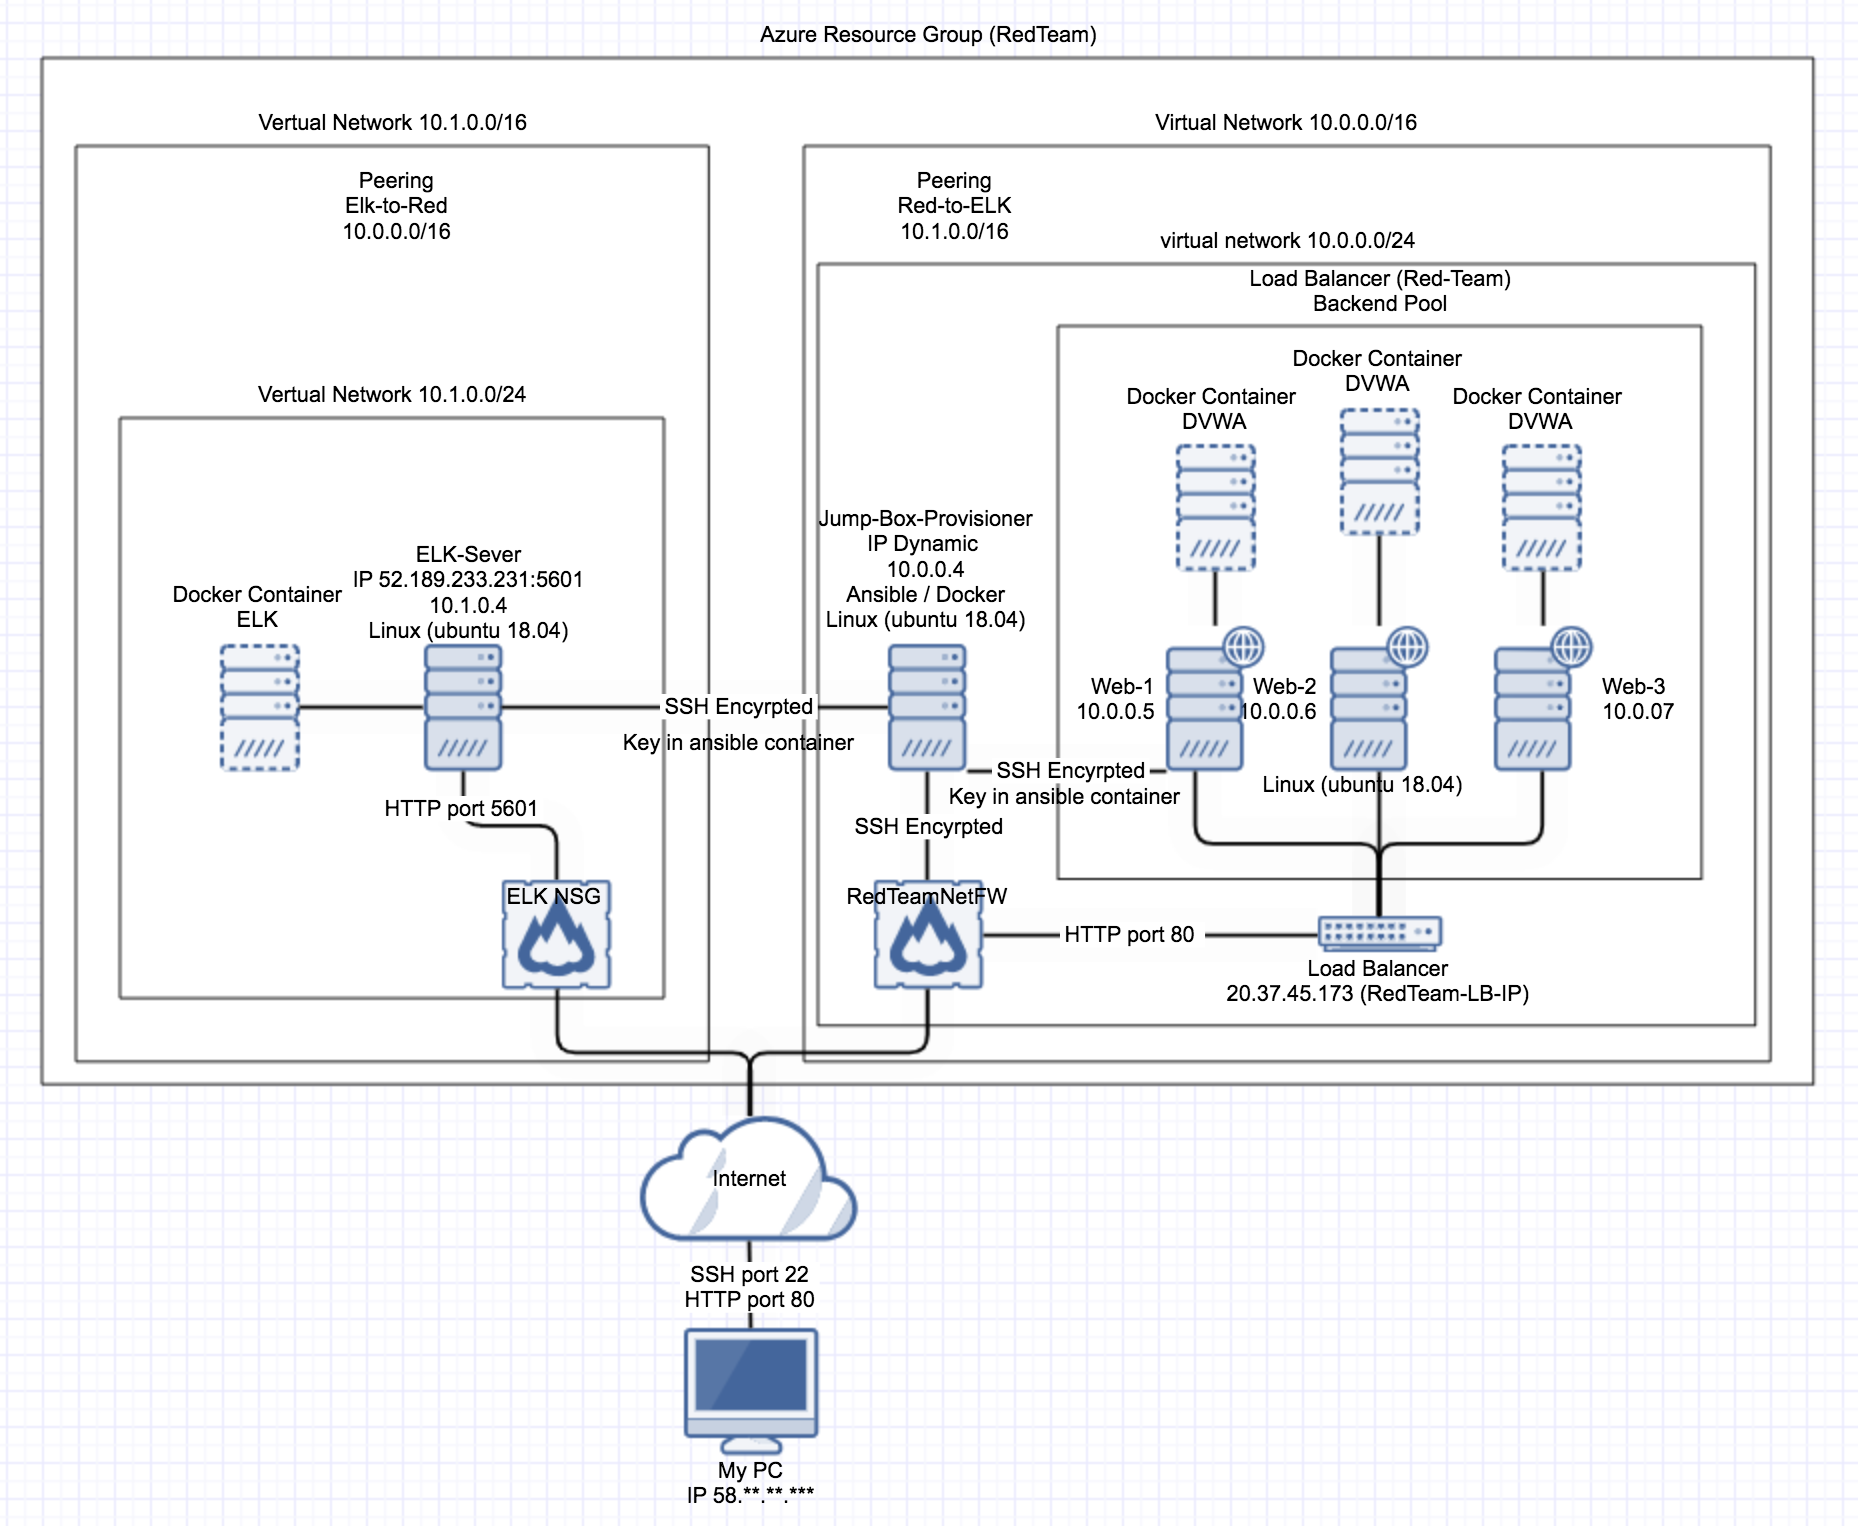 Azure Resource Group (RedTeam)
Vertual Network 10.1.0.0/16
Peering
Elk-to-Red
10.0.0.0/16
Vertual Network 10.1.0.0/24
Docker Container
ELK
ELK-Sever
IP 52.189.233.231:5601
10.1.0.4
Linux (ubuntu 18.04)
HTTP port 5601
ELK NSG
SSH Encyrpted
Key in ansible container
Virtual Network 10.0.0.0/16
Peering
Red-to-ELK
10.1.0.0/16
virtual network 10.0.0.0/24
Load Balancer (Red-Team)
Backend Pool
Docker Container
DVWA
Docker Container
DVWA
Docker Container
DVWA
Jump-Box-Provisioner
IP Dynamic
10.0.0.4
Ansible / Docker
Linux (ubuntu 18.04)
Web-1
10.0.0.5
Web-2
10.0.0.6
Web-3
10.0.07
Linux (ubuntu 18.04)
SSH Encyrpted
Key in ansible container
SSH Encyrpted
RedTeamNetFW
HTTP port 80
Load Balancer
20.37.45.173 (RedTeam-LB-IP)
Internet
SSH port 22
HTTP port 80
My PC
IP 58.**.**.***